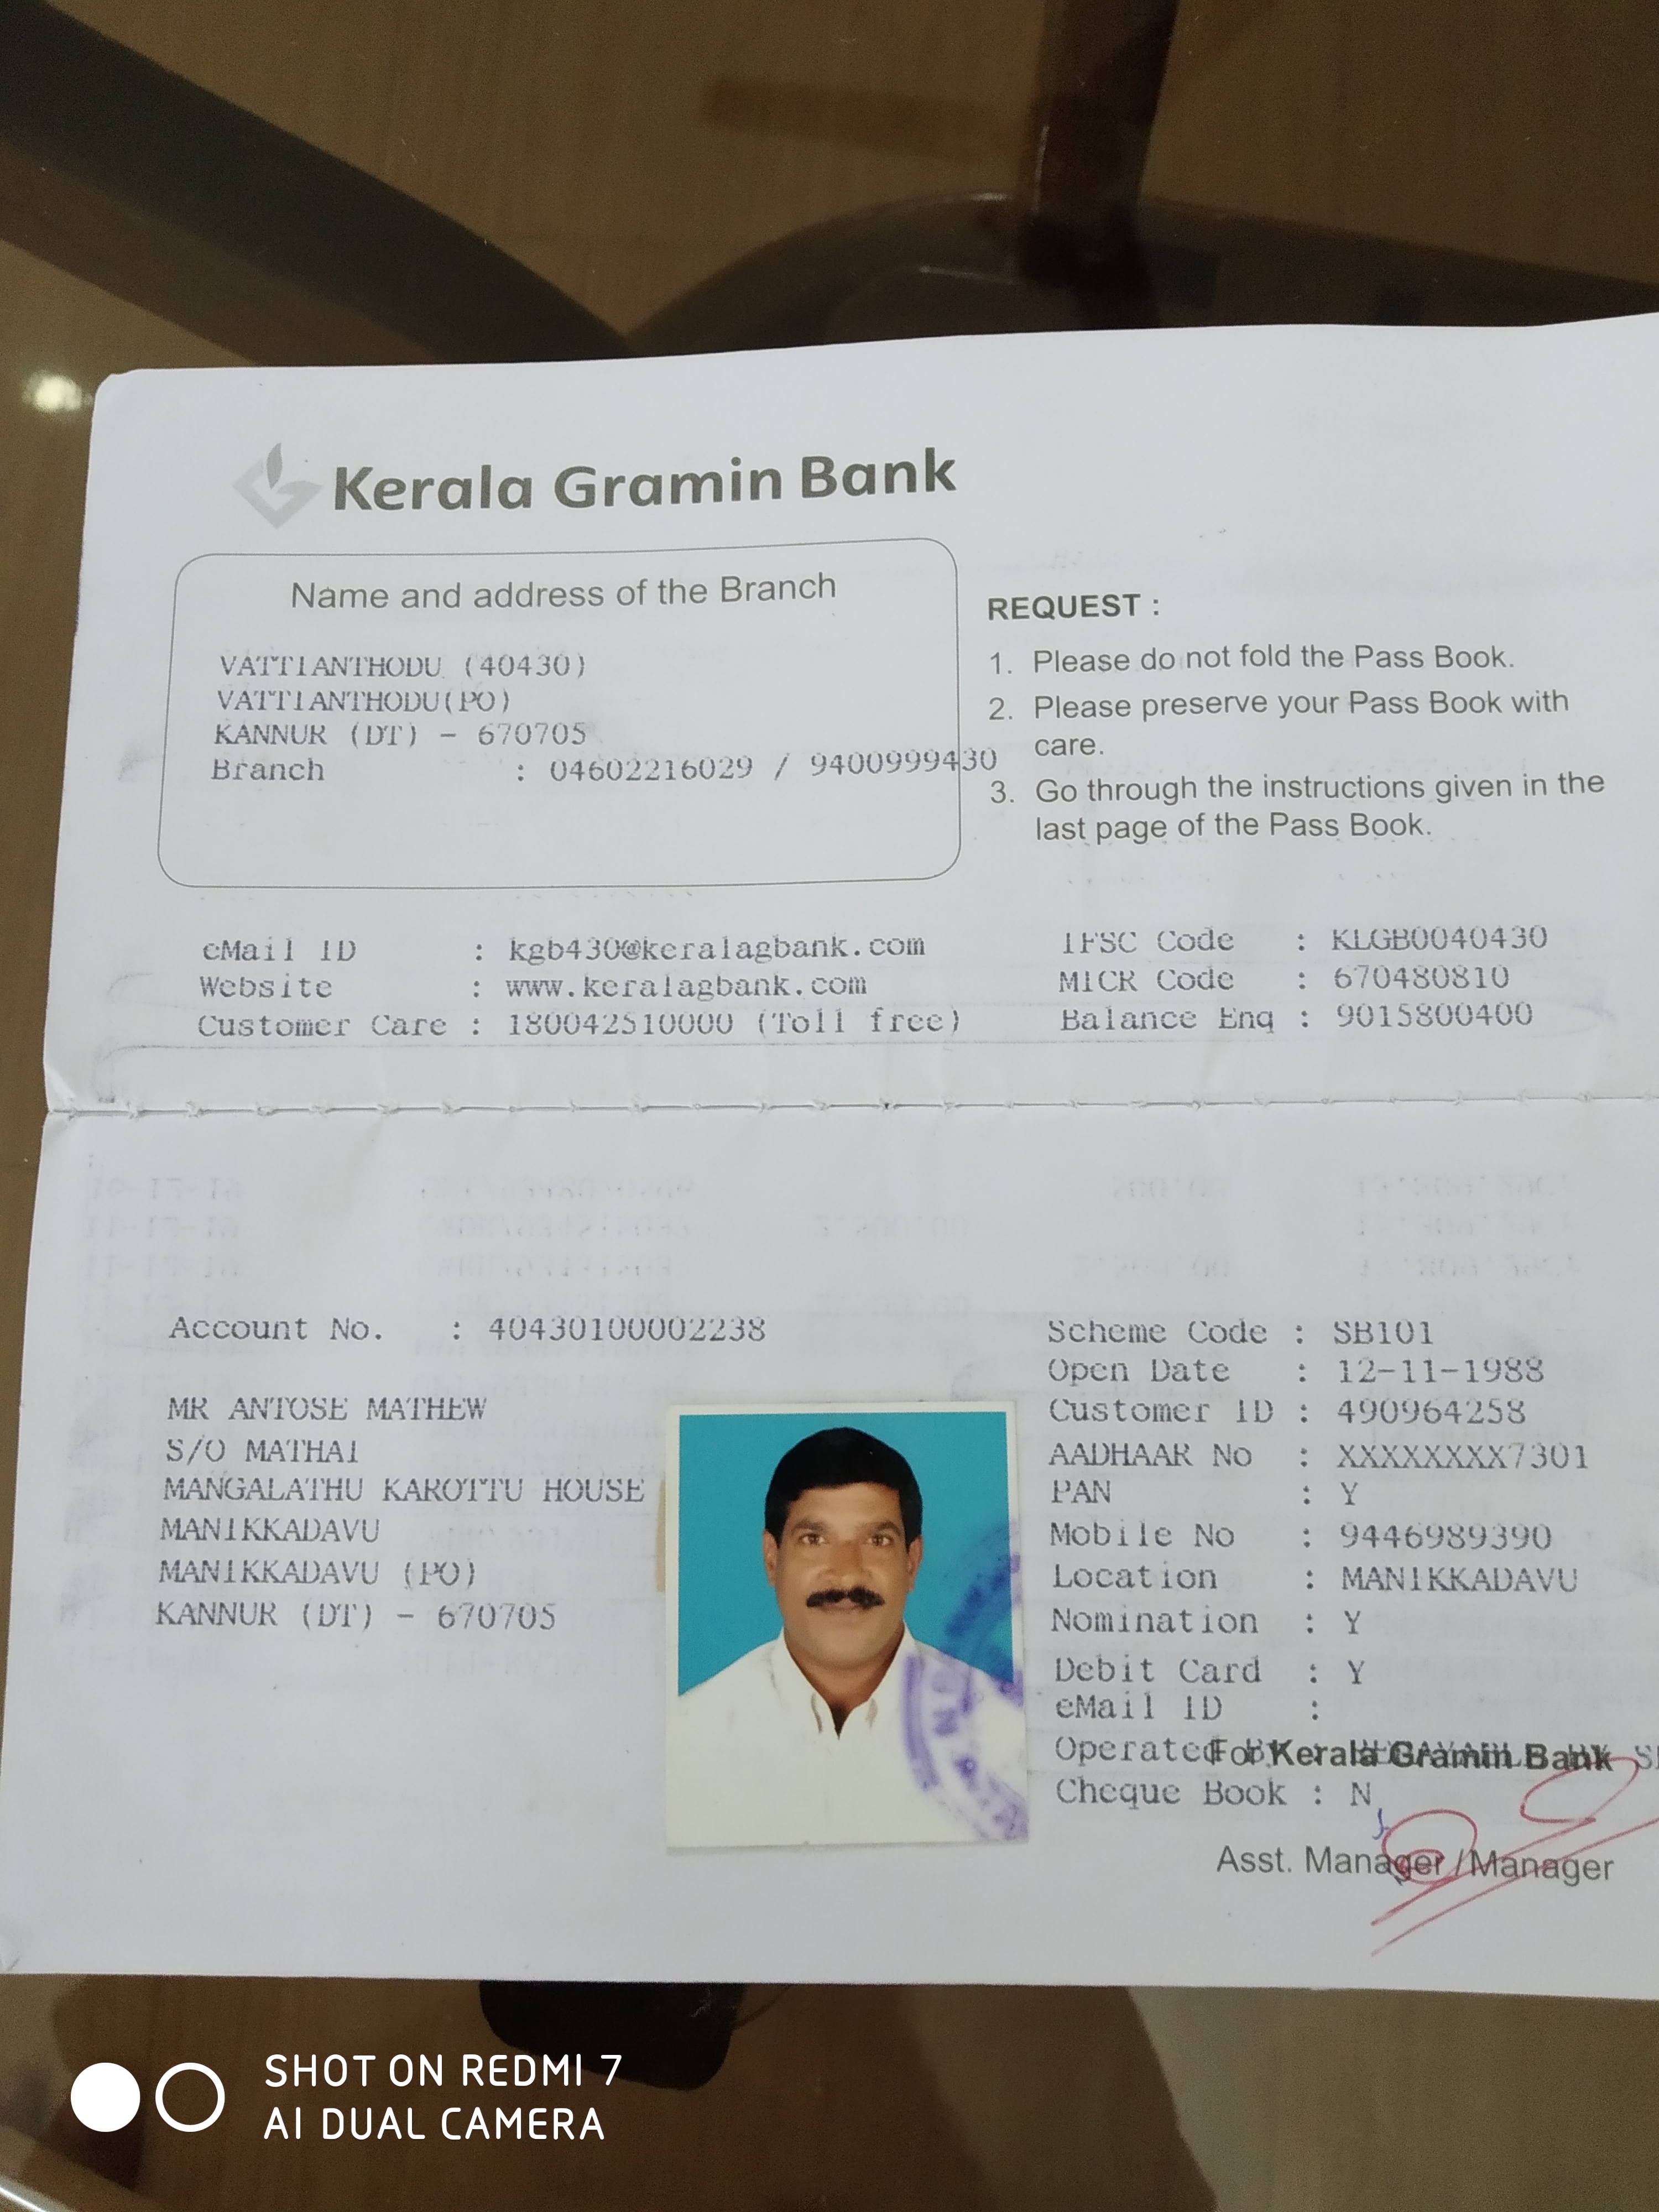 Kerala Gramin Bank
Name and address of the Branch
VATTIANTHODU (40430)
VATTIANTHODU(PO)
KANNUR (DT) - 670705
Branch : 04602216029 / 9400999430
REQUEST :
1. Please do not fold the Pass Book.
2. Please preserve your Pass Book with
care.
3. Go through the instructions given in the
last page of the Pass Book.
eMail ID : kgb430@keralagbank.com
Website : www.keralagbank.com
Customer Care : 180042510000 (Toll free)
IFSC Code : KLGB0040430
MICR Code : 670480810
Balance Enq : 9015800400
Account No. : 40430100002238
MR ANTOSE MATHEW
S/O MATHAI
MANGALATHU KAROTTU HOUSE
MANIKKADAVU
MANIKKADAVU (PO)
KANNUR (DT) - 670705
Scheme Code : SB101
Open Date : 12-11-1988
Customer ID : 490964258
AADHAAR No : XXXXXXXX7301
PAN : Y
Mobile No : 9446989390
Location : MANIKKADAVU
Nomination : Y
Debit Card : Y
eMail ID :
Operated
For Kerala Gramin Bank
Cheque Book : N
Asst. Manager / Manager
SHOT ON REDMI 7
AI DUAL CAMERA